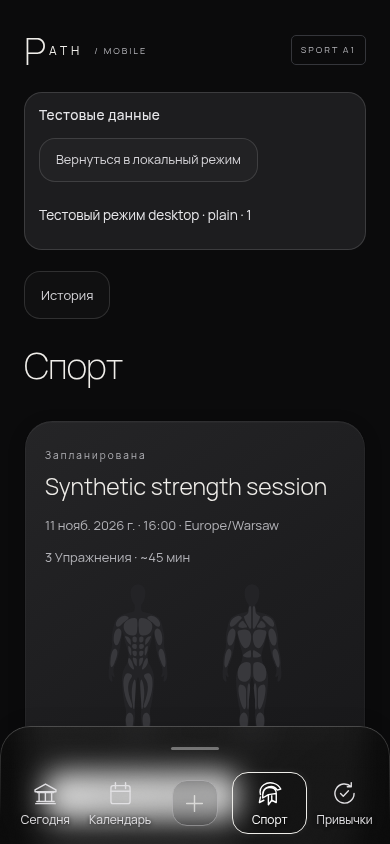 PATH / MOBILE
SPORT A1
Тестовые данные
Вернуться в локальный режим
Тестовый режим desktop · plain · 1
История
Спорт
Запланирована
Synthetic strength session
11 нояб. 2026 г. · 16:00 · Europe/Warsaw
3 Упражнения · ~45 мин
Сегодня Календарь Спорт Привычки